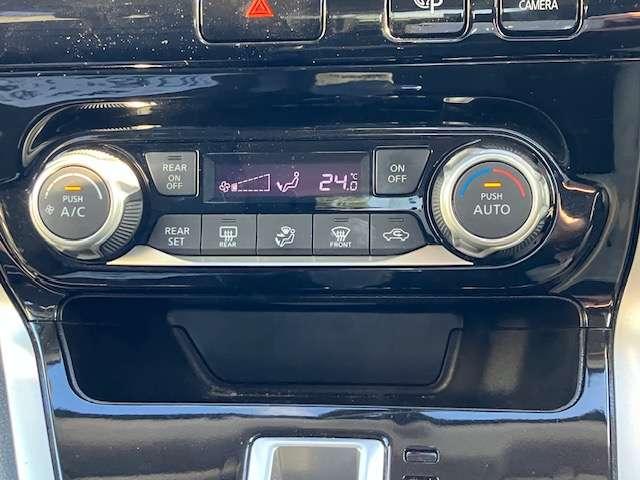 CAMERA
REAR
ON
OFF
24.0°C
ON
OFF
PUSH
A/C
PUSH
AUTO
REAR
SET
REAR
FRONT